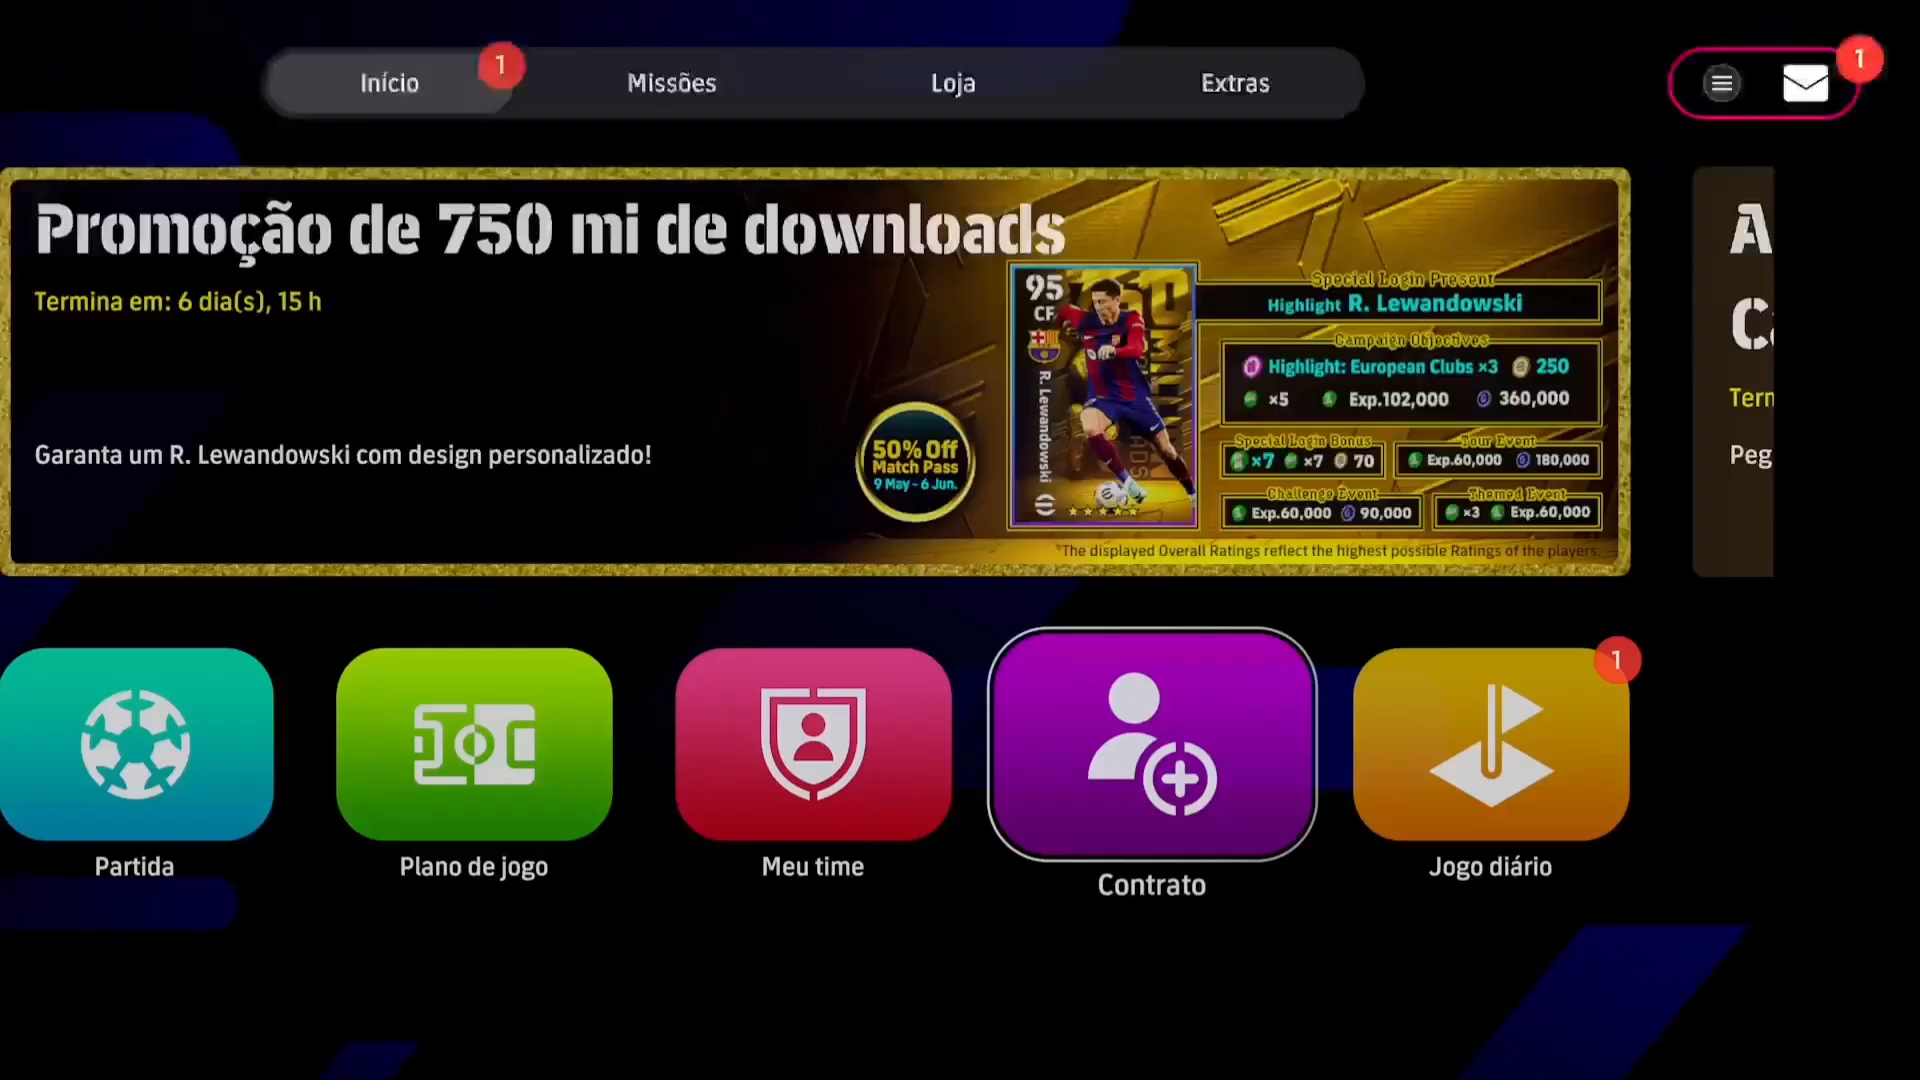 Início
1
Missões
Loja
Extras
1
Promoção de 750 mi de downloads
Termina em: 6 dia(s), 15 h
Garanta um R. Lewandowski com design personalizado!
50% Off
Match Pass
9 May - 6 Jun.
95
CF
R. Lewandowski
Special Login Present
Highlight R. Lewandowski
Campaign Objectives
Highlight: European Clubs ×3 250
×5 Exp.102,000 360,000
Special Login Bonus
×7 ×7 70
Tour Event
Exp.60,000 180,000
Challenge Event
Exp.60,000 90,000
Themed Event
×3 Exp.60,000
*The displayed Overall Ratings reflect the highest possible Ratings of the players.
A
Term
Peg
Partida
Plano de jogo
Meu time
Contrato
1
Jogo diário